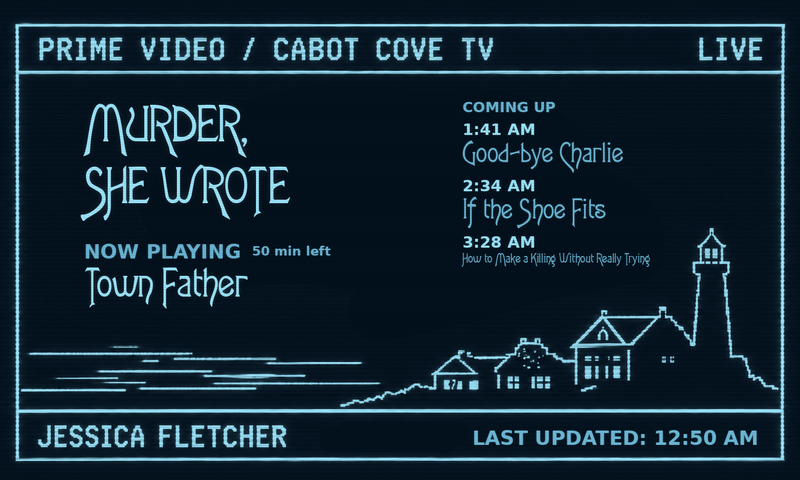 PRIME VIDEO / CABOT COVE TV
LIVE
MURDER,
SHE WROTE
NOW PLAYING 50 min left
Town Father
COMING UP
1:41 AM
Good-bye Charlie
2:34 AM
If the Shoe Fits
3:28 AM
How to Make a Killing Without Really Trying
JESSICA FLETCHER
LAST UPDATED: 12:50 AM